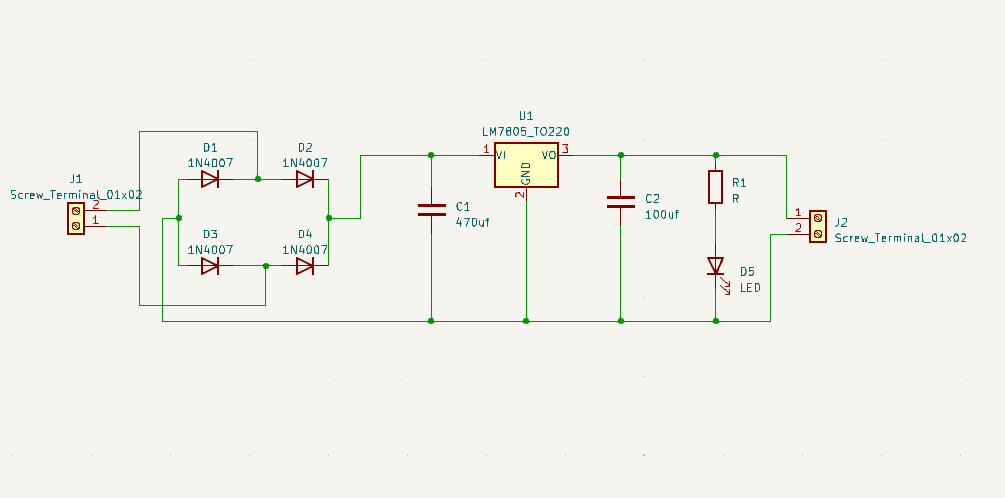 J1
Screw_Terminal_01x02
2
1
D1
1N4007
D2
1N4007
D3
1N4007
D4
1N4007
C1
470uf
U1
LM7805_TO220
1
VI
VO
3
GND
2
C2
100uf
R1
R
D5
LED
1
2
J2
Screw_Terminal_01x02